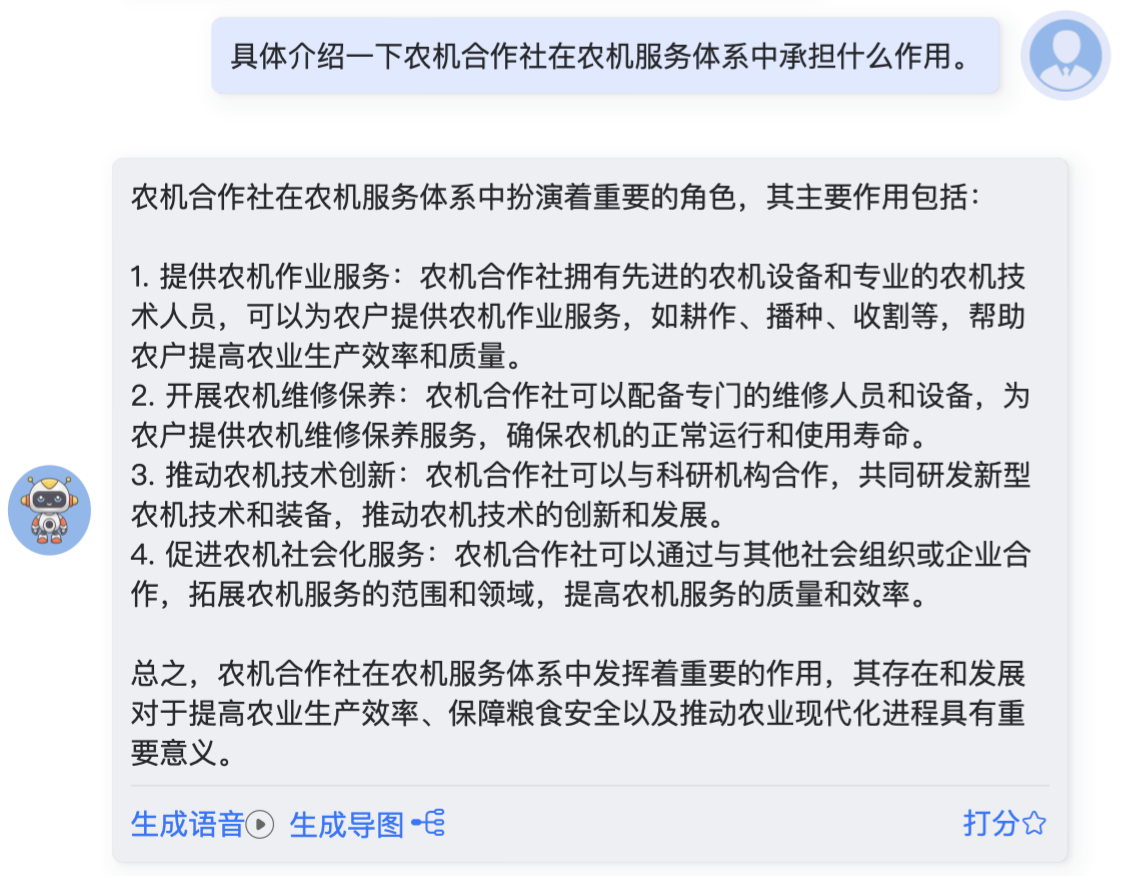 具体介绍一下农机合作社在农机服务体系中承担什么作用。
农机合作社在农机服务体系中扮演着重要的角色，其主要作用包括：
1. 提供农机作业服务：农机合作社拥有先进的农机设备和专业的农机技
术人员，可以为农户提供农机作业服务，如耕作、播种、收割等，帮助
农户提高农业生产效率和质量。
2. 开展农机维修保养：农机合作社可以配备专门的维修人员和设备，为
农户提供农机维修保养服务，确保农机的正常运行和使用寿命。
3. 推动农机技术创新：农机合作社可以与科研机构合作，共同研发新型
农机技术和装备，推动农机技术的创新和发展。
4. 促进农机社会化服务：农机合作社可以通过与其他社会组织或企业合
作，拓展农机服务的范围和领域，提高农机服务的质量和效率。
总之，农机合作社在农机服务体系中发挥着重要的作用，其存在和发展
对于提高农业生产效率、保障粮食安全以及推动农业现代化进程具有重
要意义。
生成语音 生成导图 打分